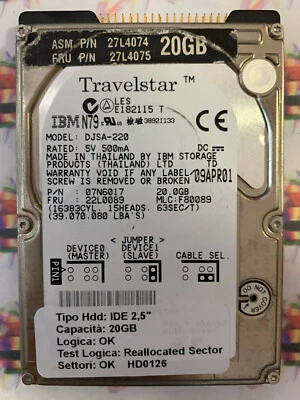 ASM P/N 27L4074 20GB
FRU P/N 27L4075
Travelstar ™
LES
E182115 T
IBM N79 38921133
MODEL: DJSA-220
RATED: 5V 500mA DC
MADE IN THAILAND BY IBM STORAGE
PRODUCTS (THAILAND) LTD TD
WARRANTY VOID IF ANY LABEL/
SCREW IS REMOVED OR BROKEN 09APR01
P/N: 07N6017 20.0GB
FRU: 22L0089 MLC: F80089
(16383CYL. 15HEADS. 63SEC/T)
(39.070.080 LBA'S)
< JUMPER >
DEVICE0 (MASTER)
DEVICE1 (SLAVE)
CABLE SEL.
PIN1
Tipo Hdd: IDE 2,5"
Capacità: 20GB
Logica: OK
Test Logica: Reallocated Sector
Settori: OK HD0126